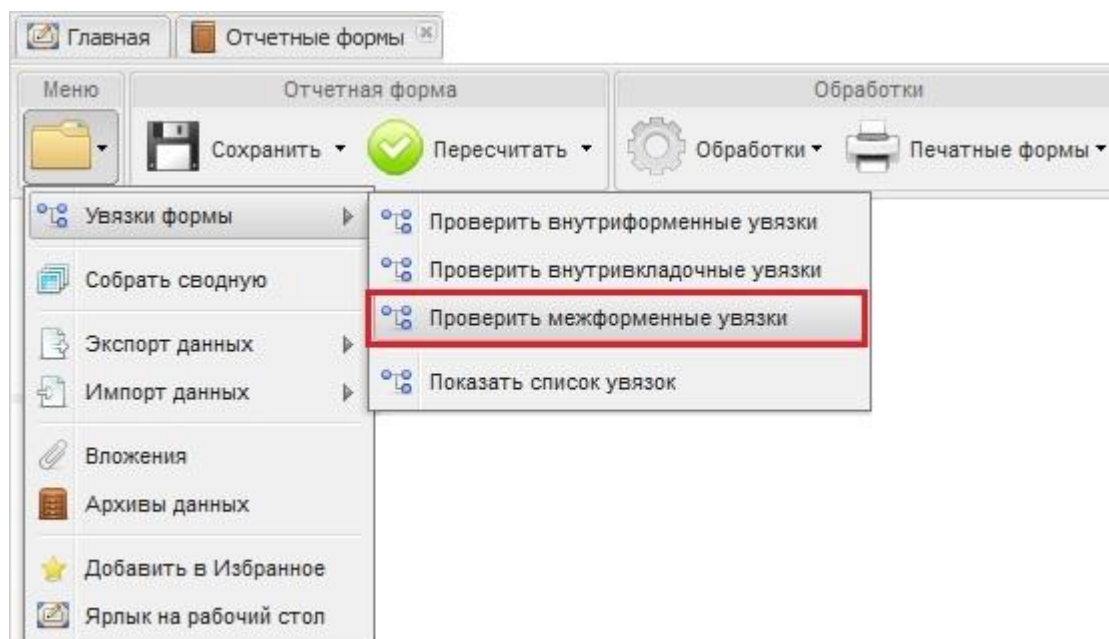 Главная
Отчетные формы
Меню
Отчетная форма
Обработки
Сохранить
Пересчитать
Обработки
Печатные формы
Увязки формы
Проверить внутриформенные увязки
Проверить внутривкладочные увязки
Проверить межформенные увязки
Показать список увязок
Собрать сводную
Экспорт данных
Импорт данных
Вложения
Архивы данных
Добавить в Избранное
Ярлык на рабочий стол